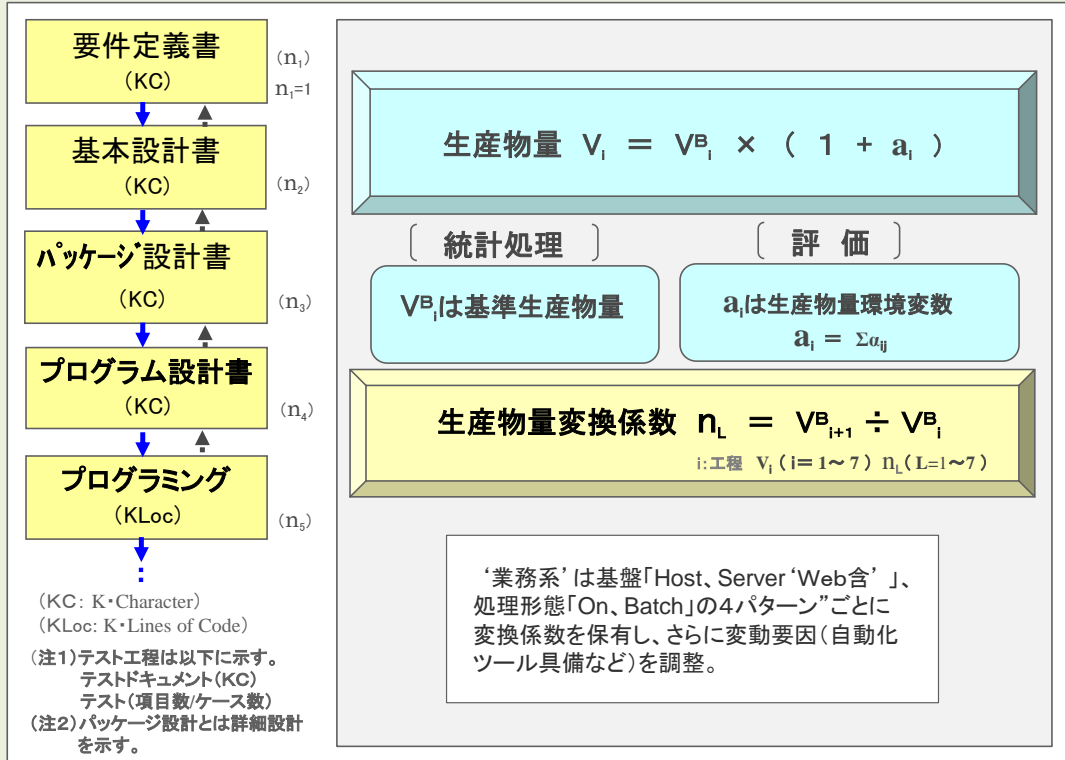 要件定義書
(KC)
(n₁)
n₁=1
基本設計書
(KC)
(n₂)
パッケージ設計書
(KC)
(n₃)
プログラム設計書
(KC)
(n₄)
プログラミング
(KLoc)
(n₅)
:
(KC: K・Character)
(KLoc: K・Lines of Code)
(注1)テスト工程は以下に示す。
テストドキュメント(KC)
テスト(項目数/ケース数)
(注2)パッケージ設計とは詳細設計
を示す。
生産物量 Vᵢ = Vᴮᵢ × ( 1 + aᵢ )
〔 統計処理 〕
〔 評 価 〕
Vᴮᵢは基準生産物量
aᵢは生産物量環境変数
aᵢ = Σαᵢⱼ
生産物量変換係数 n_L = Vᴮᵢ₊₁ ÷ Vᴮᵢ
i:工程 Vᵢ ( i= 1~ 7) n_L( L=1~7)
‘業務系’は基盤「Host、Server‘Web含’」、
処理形態「On、Batch」の4パターン”ごとに
変換係数を保有し、さらに変動要因(自動化
ツール具備など)を調整。